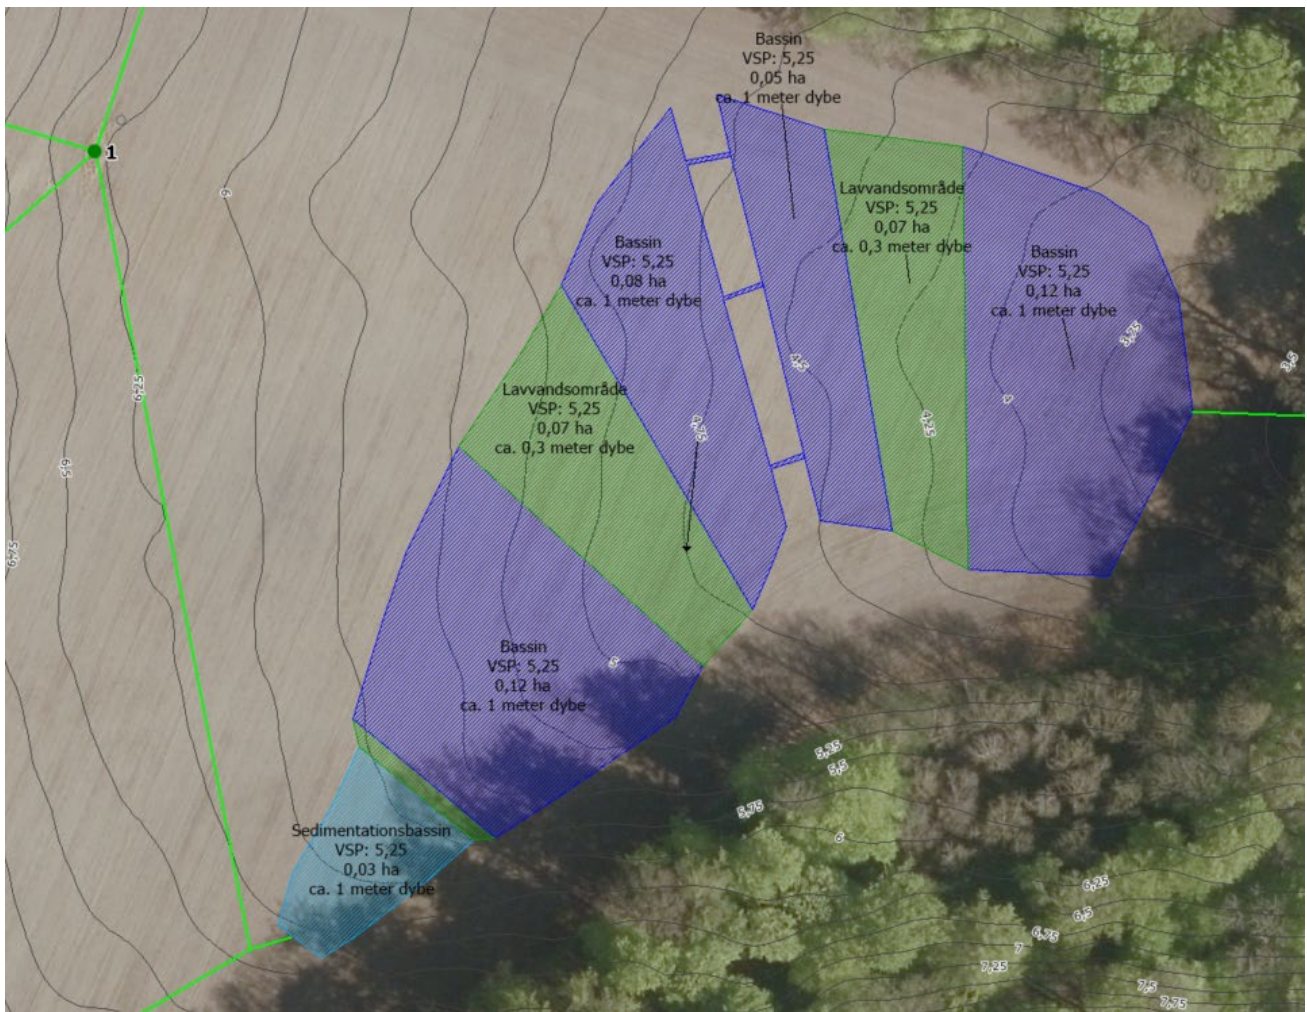 Bassin
VSP: 5,25
0,05 ha
ca. 1 meter dybe
1
6
Lavvandsområde
VSP: 5,25
0,07 ha
ca. 0,3 meter dybe
Bassin
VSP: 5,25
0,08 ha
ca. 1 meter dybe
Bassin
VSP: 5,25
0,12 ha
ca. 1 meter dybe
3,75
3,5
4,5
6,25
Lavvandsområde
VSP: 5,25
0,07 ha
ca. 0,3 meter dybe
4
4,25
4,75
6,5
Bassin
VSP: 5,25
0,12 ha
ca. 1 meter dybe
5
5,25
5,5
5,75
6
Sedimentationsbassin
VSP: 5,25
0,03 ha
ca. 1 meter dybe
6,25
6,5
6,75
7
7,25
7,5
7,75